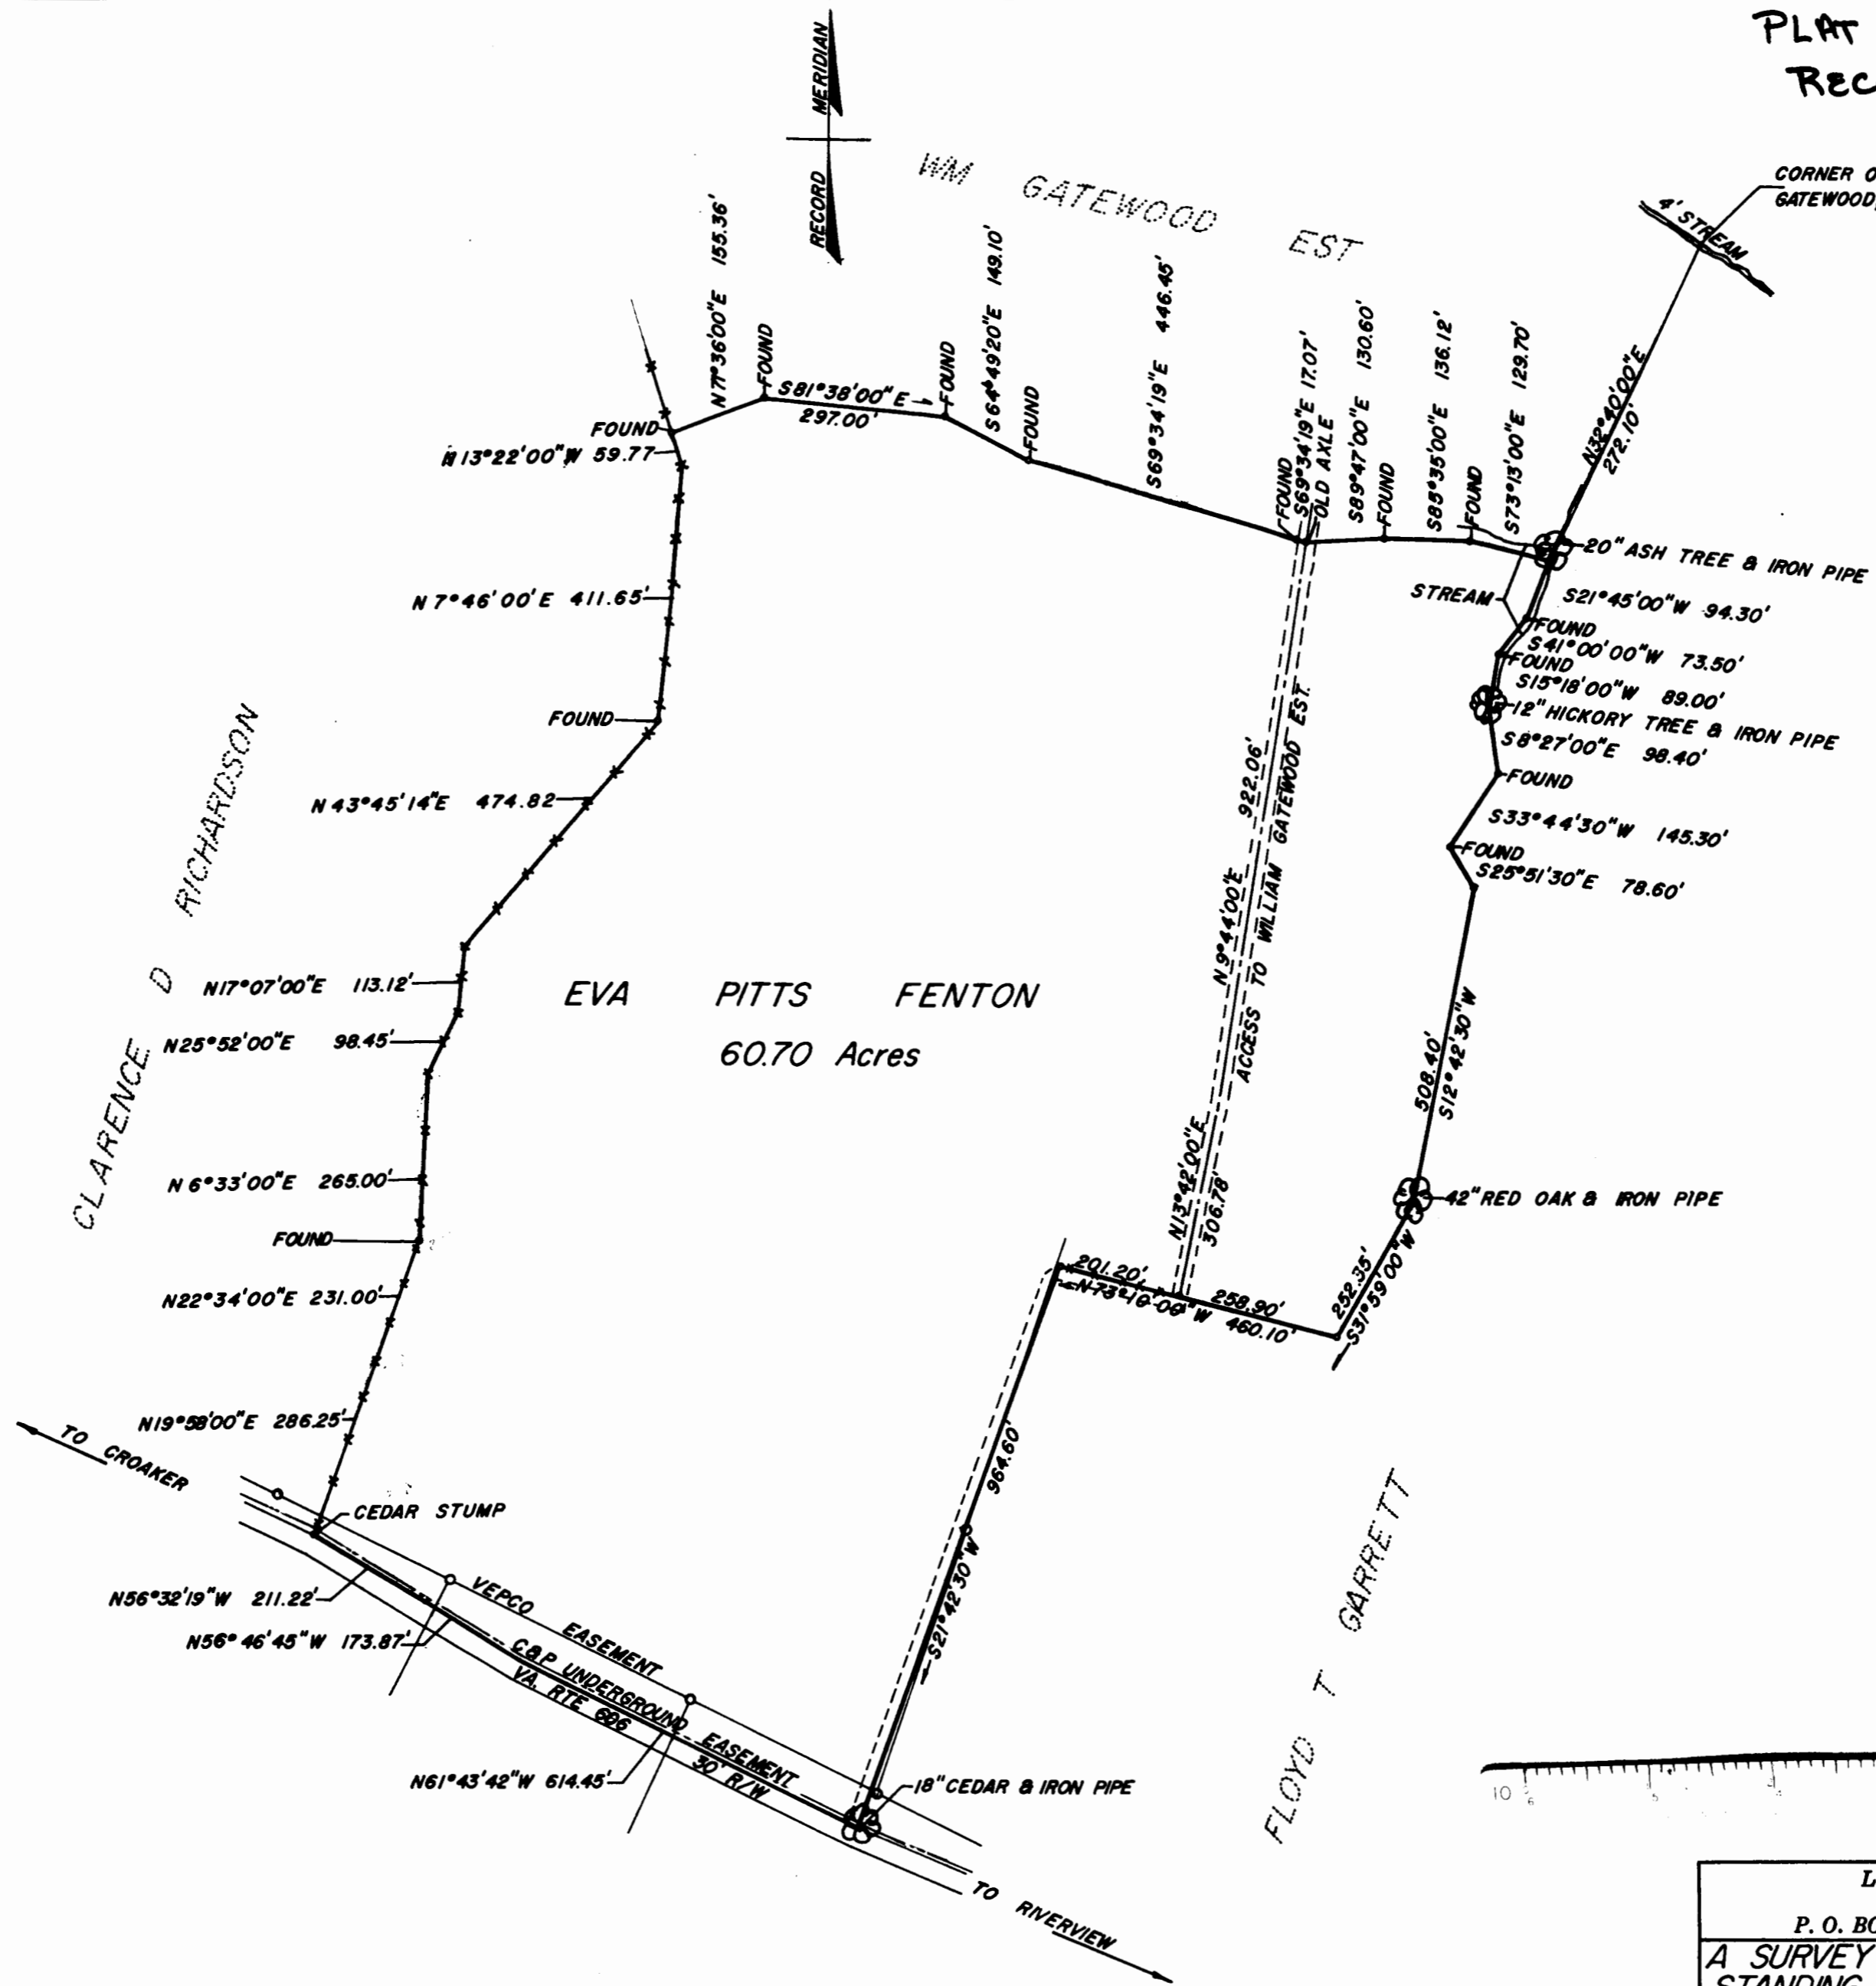 PLAT
REC
MERIDIAN
RECORD
WM GATEWOOD EST
CORNER O
GATEWOOD,
4' STREAM
N32°40'00"E
272.10'
N71°36'00"E 155.36'
FOUND
S81°38'00"E
297.00'
FOUND
S64°49'20"E 149.10'
FOUND
S69°34'19"E 446.45'
FOUND
S69°34'19"E 17.07'
OLD AXLE
S89°47'00"E 130.60'
FOUND
S85°35'00"E 136.12'
FOUND
S73°13'00"E 129.70'
FOUND
N13°22'00"W 59.77
N 7°46'00"E 411.65'
FOUND
N 43°45'14"E 474.82
N17°07'00"E 113.12'
N25°52'00"E 98.45'
N 6°33'00"E 265.00'
FOUND
N22°34'00"E 231.00'
N19°58'00"E 286.25'
CLARENCE D RICHARDSON
20" ASH TREE & IRON PIPE
STREAM
S21°45'00"W 94.30'
FOUND
S41°00'00"W 73.50'
FOUND
S15°18'00"W 89.00'
12" HICKORY TREE & IRON PIPE
S8°27'00"E 98.40'
FOUND
S33°44'30"W 145.30'
FOUND
S25°51'30"E 78.60'
508.40'
S12°42'30"W
42" RED OAK & IRON PIPE
252.35'
S31°59'00"W
EVA PITTS FENTON
60.70 Acres
N 9°44'00"E 922.06'
ACCESS TO WILLIAM GATEWOOD EST.
N13°42'00"E
306.78'
201.20'
258.90'
N 73°10'00"W 460.10'
964.60'
S21°42'30"W
FLOYD T GARRETT
TO CROAKER
CEDAR STUMP
N56°32'19"W 211.22'
N56°46'45"W 173.87'
VEPCO EASEMENT
C&P UNDERGROUND EASEMENT
VA. RTE 606
30' R/W
N61°43'42"W 614.45'
18" CEDAR & IRON PIPE
TO RIVERVIEW
10
6
5
4
L
P. O. BO
A SURVEY
STANDING